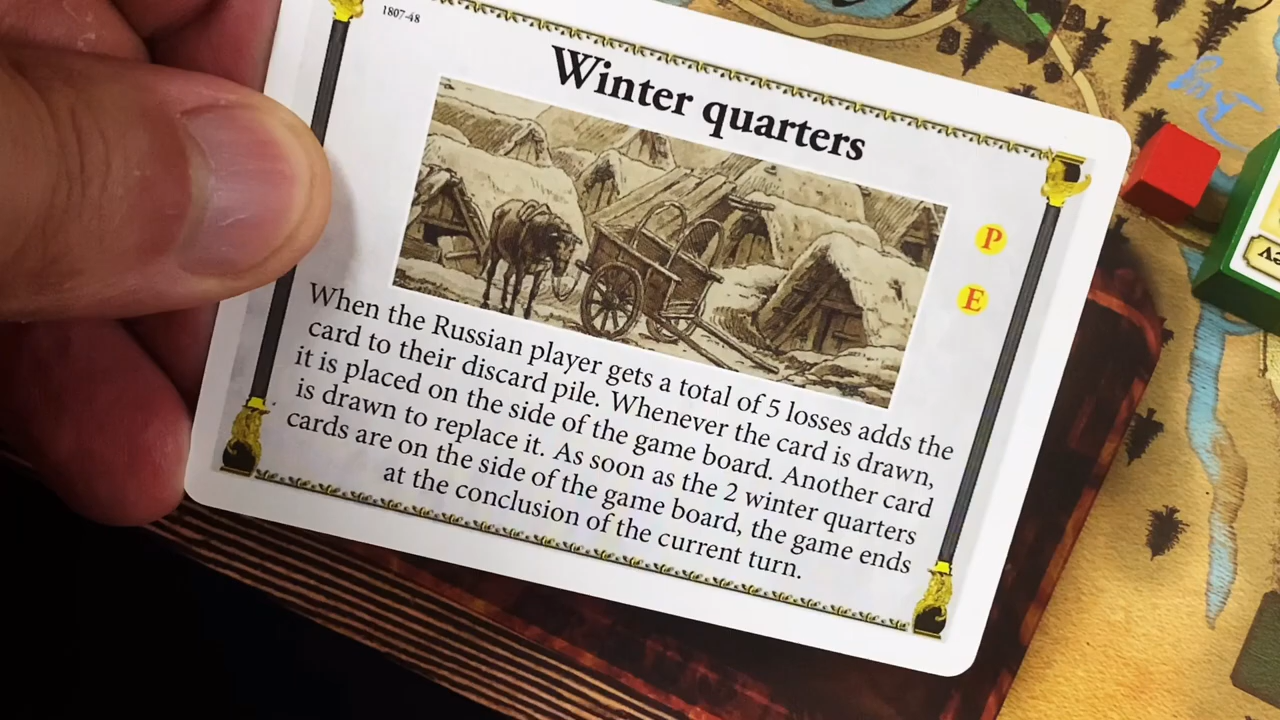 1807-48
Winter quarters
P
E
When the Russian player gets a total of 5 losses adds the
card to their discard pile. Whenever the card is drawn,
it is placed on the side of the game board. Another card
is drawn to replace it. As soon as the 2 winter quarters
cards are on the side of the game board, the game ends
at the conclusion of the current turn.